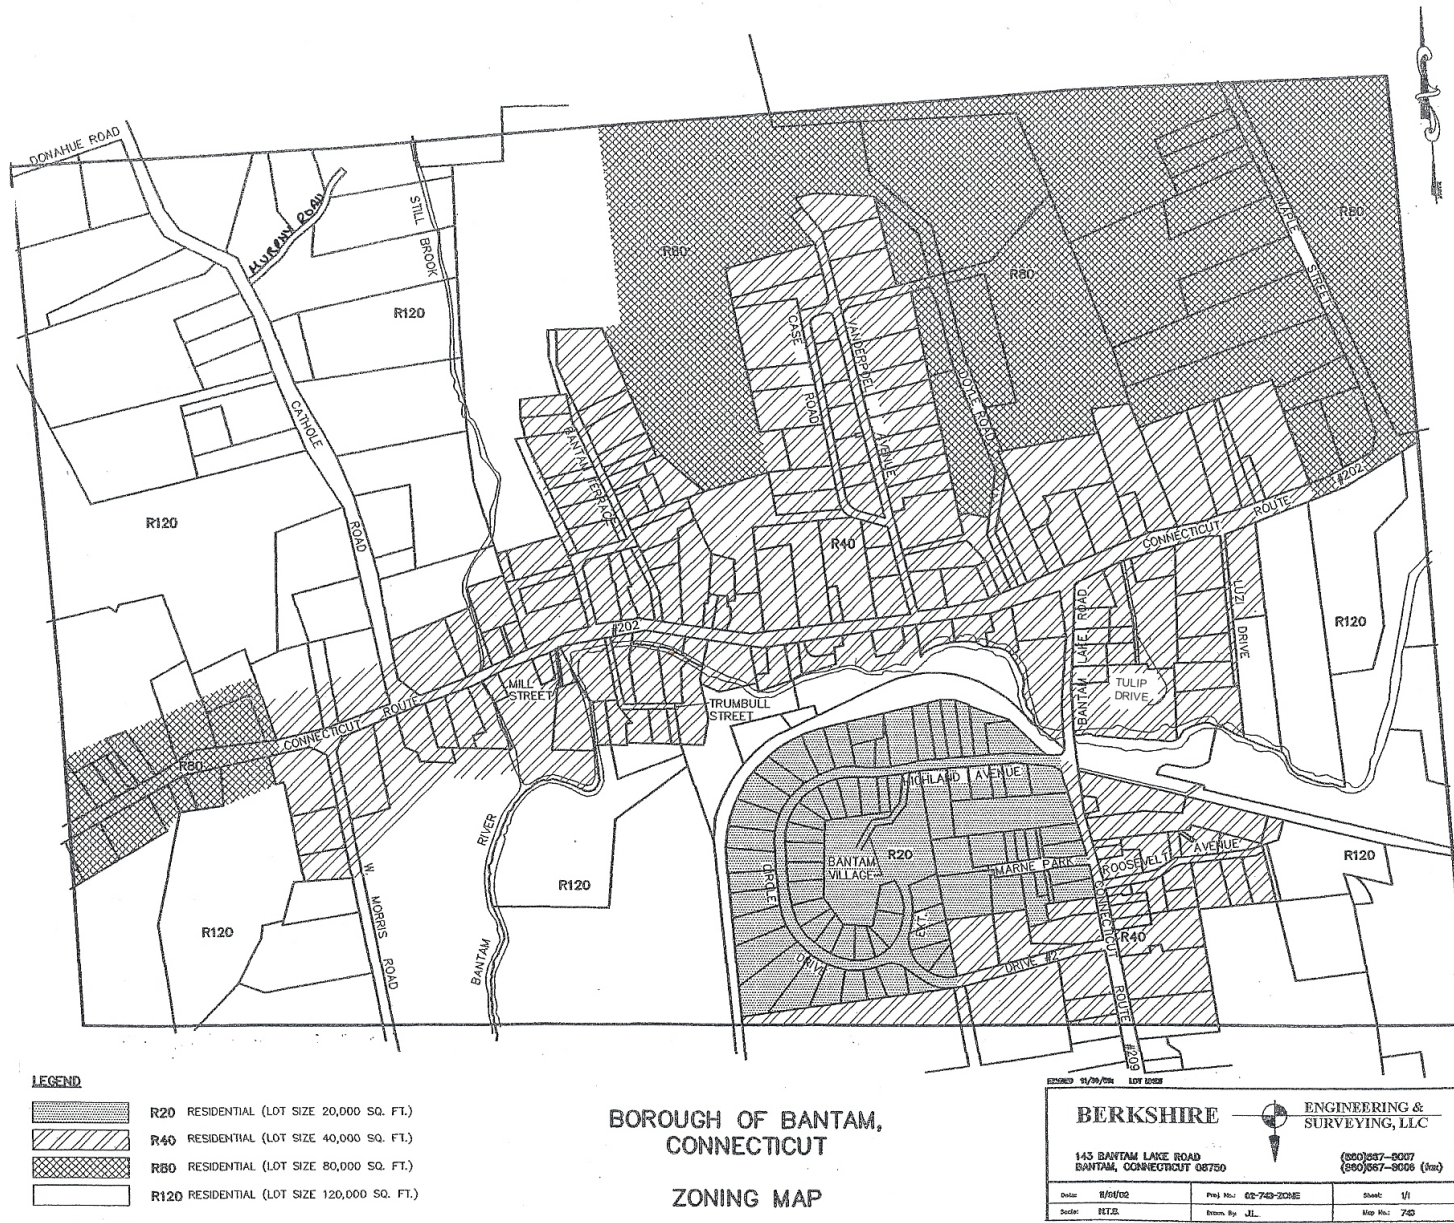 DONAHUE ROAD
MURPHY ROAD
STILL BROOK
R120
CATHOLE
ROAD
R120
BANTAM TERRACE
R80
R80
R80
MAPLE
STREET
CASE
ROAD
VANDERPOEL
AVENUE
DOYLE ROAD
R40
#202
CONNECTICUT ROUTE #202
BANTAM LAKE ROAD
LUZI
DRIVE
R120
TULIP
DRIVE
MILL
STREET
TRUMBULL
STREET
CONNECTICUT ROUTE
R80
HIGHLAND AVENUE
BANTAM
VILLAGE
R20
MARNE PARK
CIRCLE
DRIVE
EXT.
DRIVE #2
ROOSEVELT AVENUE
R120
R40
CONNECTICUT
ROUTE
#209
R120
R120
W. MORRIS ROAD
BANTAM RIVER
LEGEND
R20 RESIDENTIAL (LOT SIZE 20,000 SQ. FT.)
R40 RESIDENTIAL (LOT SIZE 40,000 SQ. FT.)
R80 RESIDENTIAL (LOT SIZE 80,000 SQ. FT.)
R120 RESIDENTIAL (LOT SIZE 120,000 SQ. FT.)
BOROUGH OF BANTAM,
CONNECTICUT
ZONING MAP
BERKSHIRE ENGINEERING &
SURVEYING, LLC
143 BANTAM LAKE ROAD
BANTAM, CONNECTICUT 06750
Date:
Proj. No.: 02-743-ZONE
Sheet: 1/1
Scale: N.T.S.
Drawn By: JL.
Map No.: 743